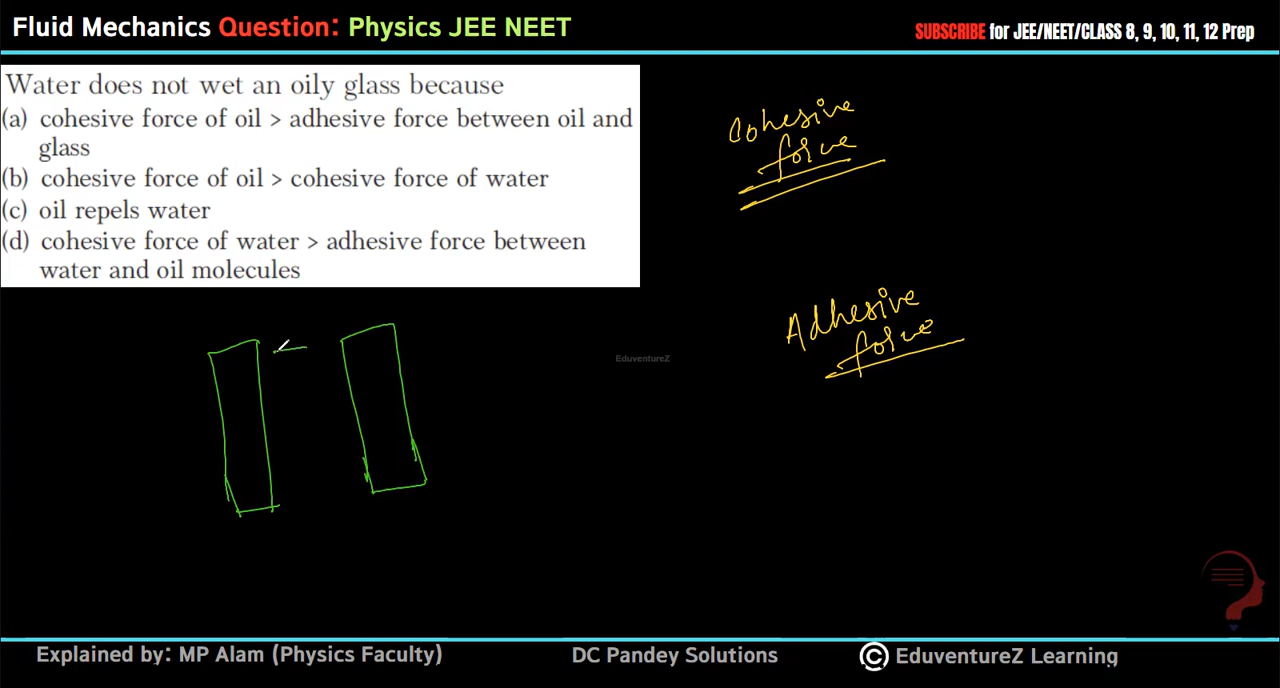 Fluid Mechanics Question: Physics JEE NEET
SUBSCRIBE for JEE/NEET/CLASS 8, 9, 10, 11, 12 Prep
Water does not wet an oily glass because
(a) cohesive force of oil > adhesive force between oil and
glass
(b) cohesive force of oil > cohesive force of water
(c) oil repels water
(d) cohesive force of water > adhesive force between
water and oil molecules
Cohesive
force
Adhesive
force
EduventureZ
Explained by: MP Alam (Physics Faculty)
DC Pandey Solutions
© EduventureZ Learning